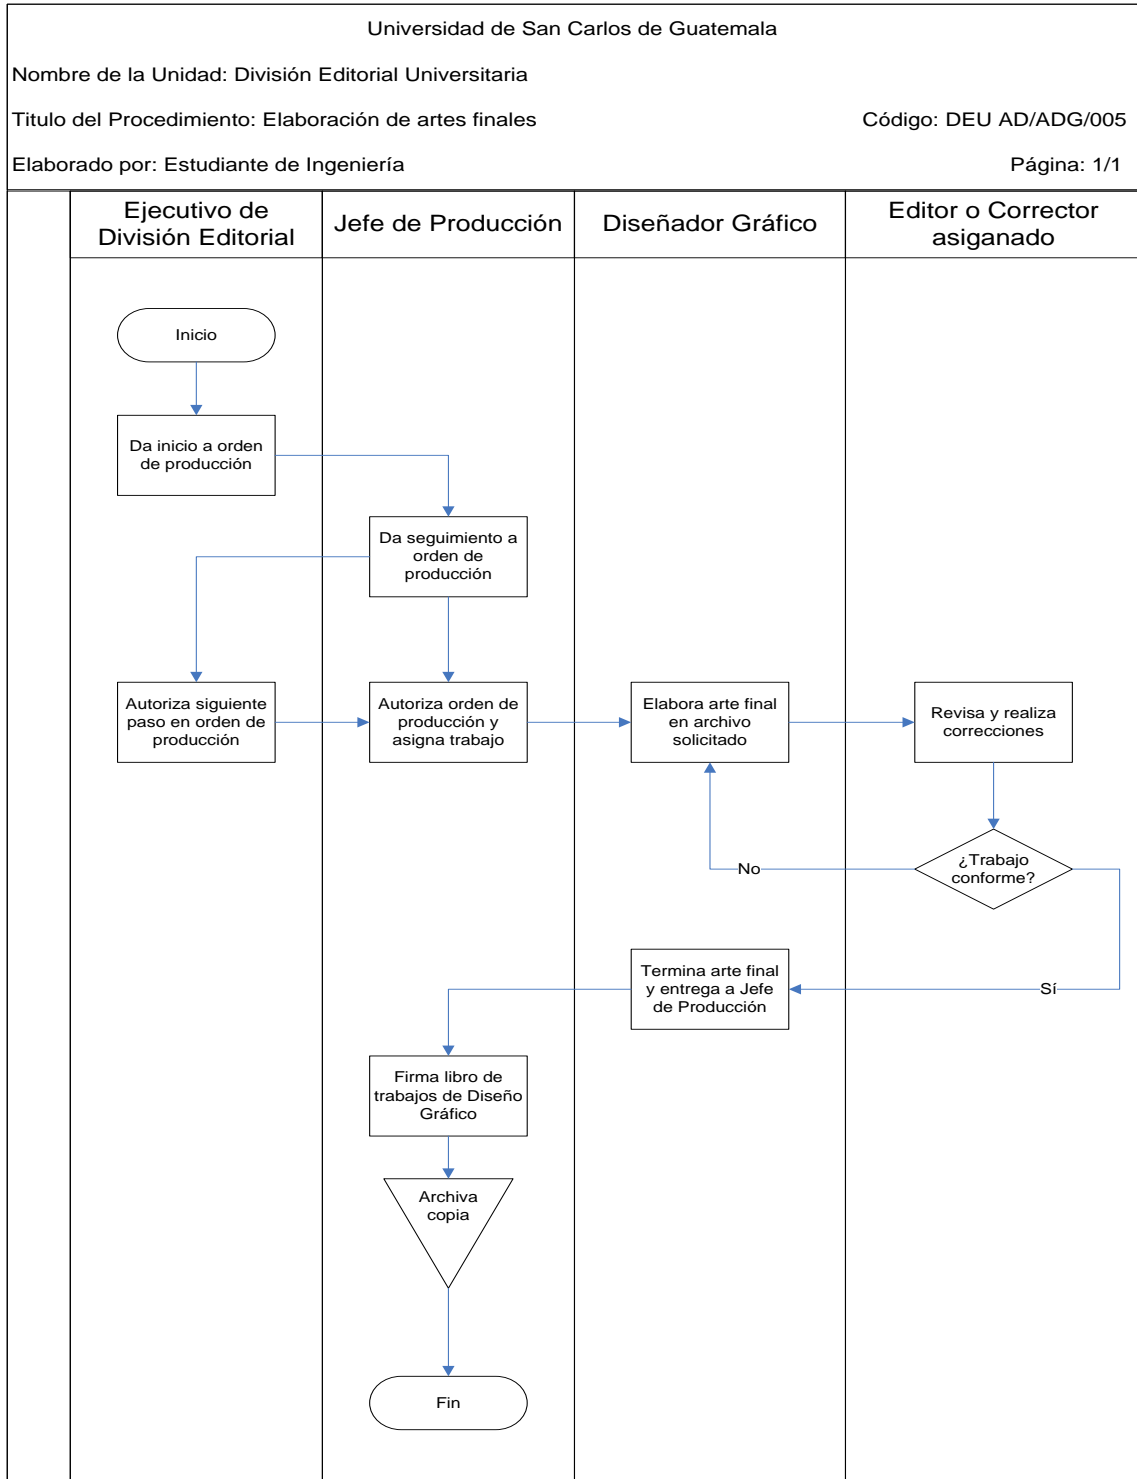 Universidad de San Carlos de Guatemala
Nombre de la Unidad: División Editorial Universitaria
Titulo del Procedimiento: Elaboración de artes finales
Código: DEU AD/ADG/005
Elaborado por: Estudiante de Ingeniería
Página: 1/1
Ejecutivo de
División Editorial
Jefe de Producción
Diseñador Gráfico
Editor o Corrector
asiganado
Inicio
Da inicio a orden
de producción
Da seguimiento a
orden de
producción
Autoriza siguiente
paso en orden de
producción
Autoriza orden de
producción y
asigna trabajo
Elabora arte final
en archivo
solicitado
Revisa y realiza
correcciones
¿Trabajo
conforme?
No
Sí
Termina arte final
y entrega a Jefe
de Producción
Firma libro de
trabajos de Diseño
Gráfico
Archiva
copia
Fin